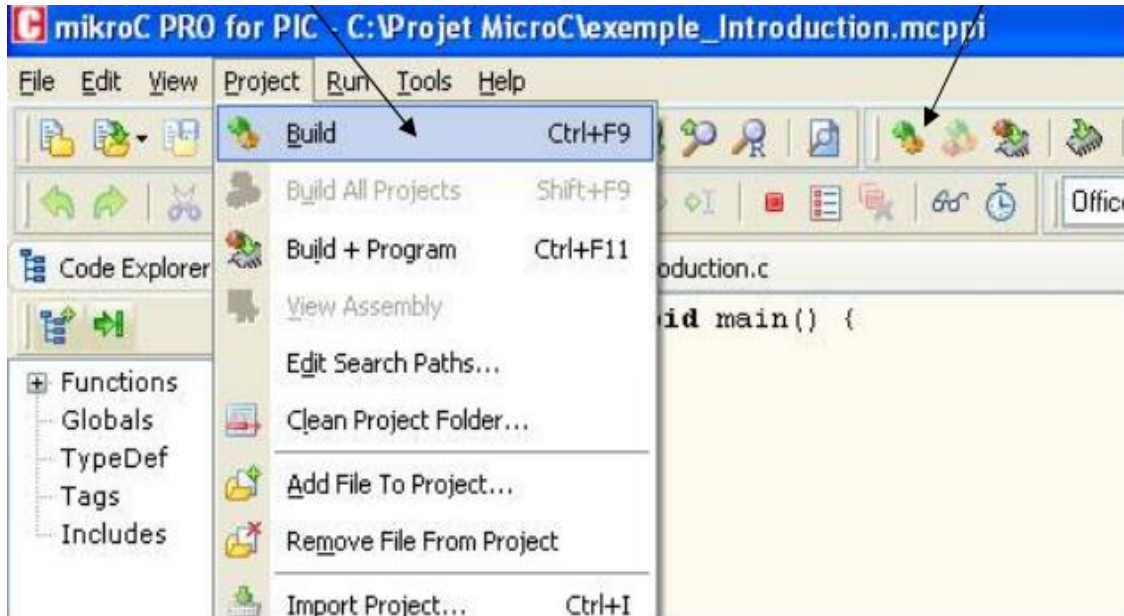 mikroC PRO for PIC - C:\Projet MicroC\exemple_Introduction.mcppi
File Edit View Project Run Tools Help
Build Ctrl+F9
Build All Projects Shift+F9
Office
Build + Program Ctrl+F11
Code Explorer
oduction.c
View Assembly
id main() {
Edit Search Paths...
Functions
Globals
Clean Project Folder...
TypeDef
Tags
Add File To Project...
Includes
Remove File From Project
Import Project... Ctrl+I